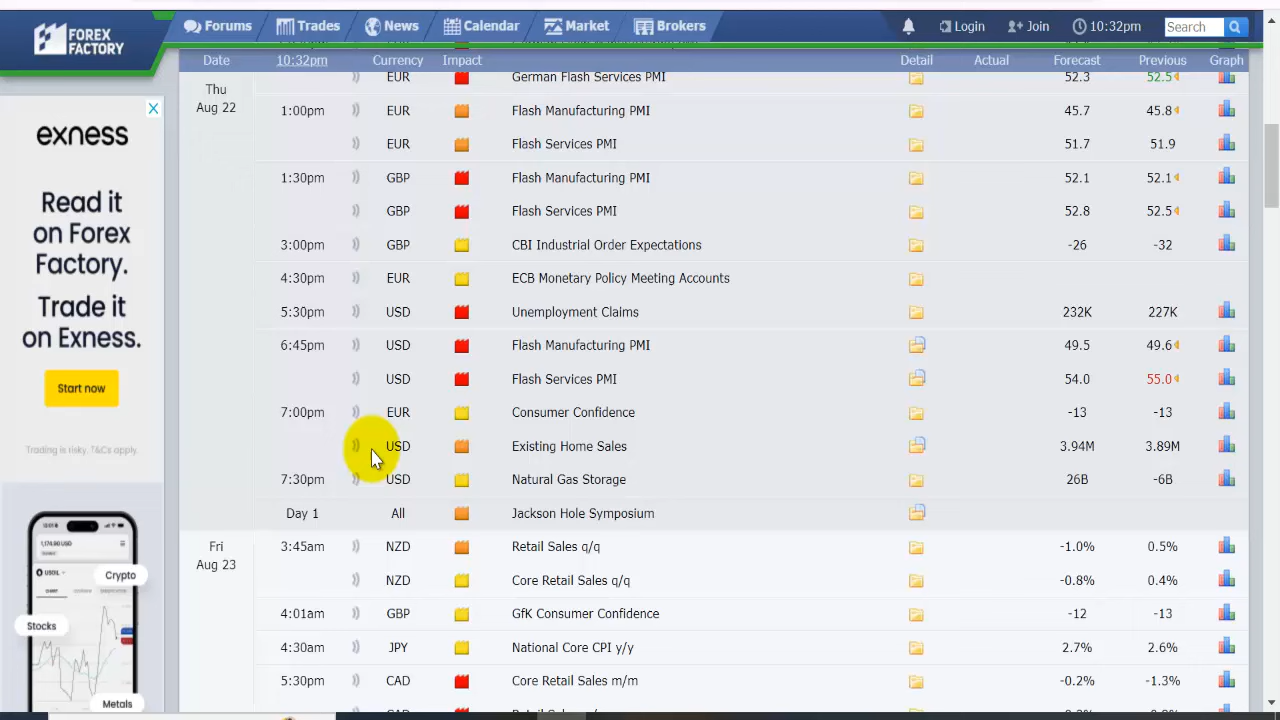 FOREX
FACTORY
Forums Trades News Calendar Market Brokers Login Join 10:32pm Search
Date 10:32pm Currency Impact Detail Actual Forecast Previous Graph
Thu
Aug 22
EUR German Flash Services PMI 52.3 52.5
1:00pm EUR Flash Manufacturing PMI 45.7 45.8
EUR Flash Services PMI 51.7 51.9
1:30pm GBP Flash Manufacturing PMI 52.1 52.1
GBP Flash Services PMI 52.8 52.5
3:00pm GBP CBI Industrial Order Expectations -26 -32
4:30pm EUR ECB Monetary Policy Meeting Accounts
5:30pm USD Unemployment Claims 232K 227K
6:45pm USD Flash Manufacturing PMI 49.5 49.6
USD Flash Services PMI 54.0 55.0
7:00pm EUR Consumer Confidence -13 -13
USD Existing Home Sales 3.94M 3.89M
7:30pm USD Natural Gas Storage 26B -6B
Day 1 All Jackson Hole Symposium
Fri
Aug 23
3:45am NZD Retail Sales q/q -1.0% 0.5%
NZD Core Retail Sales q/q -0.8% 0.4%
4:01am GBP GfK Consumer Confidence -12 -13
4:30am JPY National Core CPI y/y 2.7% 2.6%
5:30pm CAD Core Retail Sales m/m -0.2% -1.3%
exness
Read it
on Forex
Factory.
Trade it
on Exness.
Start now
Trading is risky. T&Cs apply.
1,174.90 USD
Crypto
Stocks
Metals